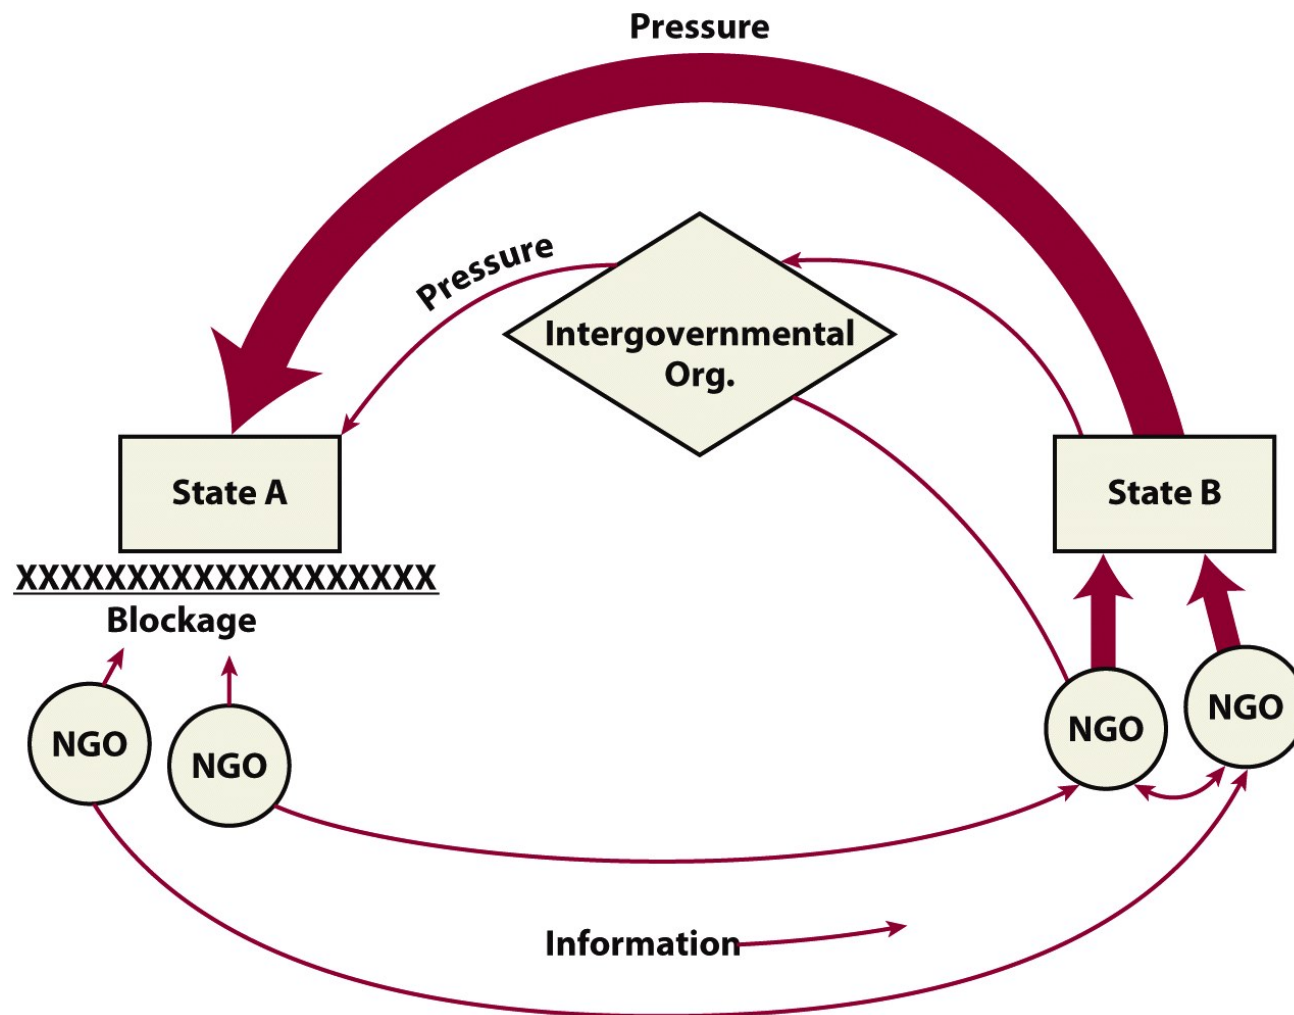 Pressure
Pressure
Intergovernmental
Org.
State A
State B
XXXXXXXXXXXXXXXXXXX
Blockage
NGO
NGO
NGO
NGO
Information